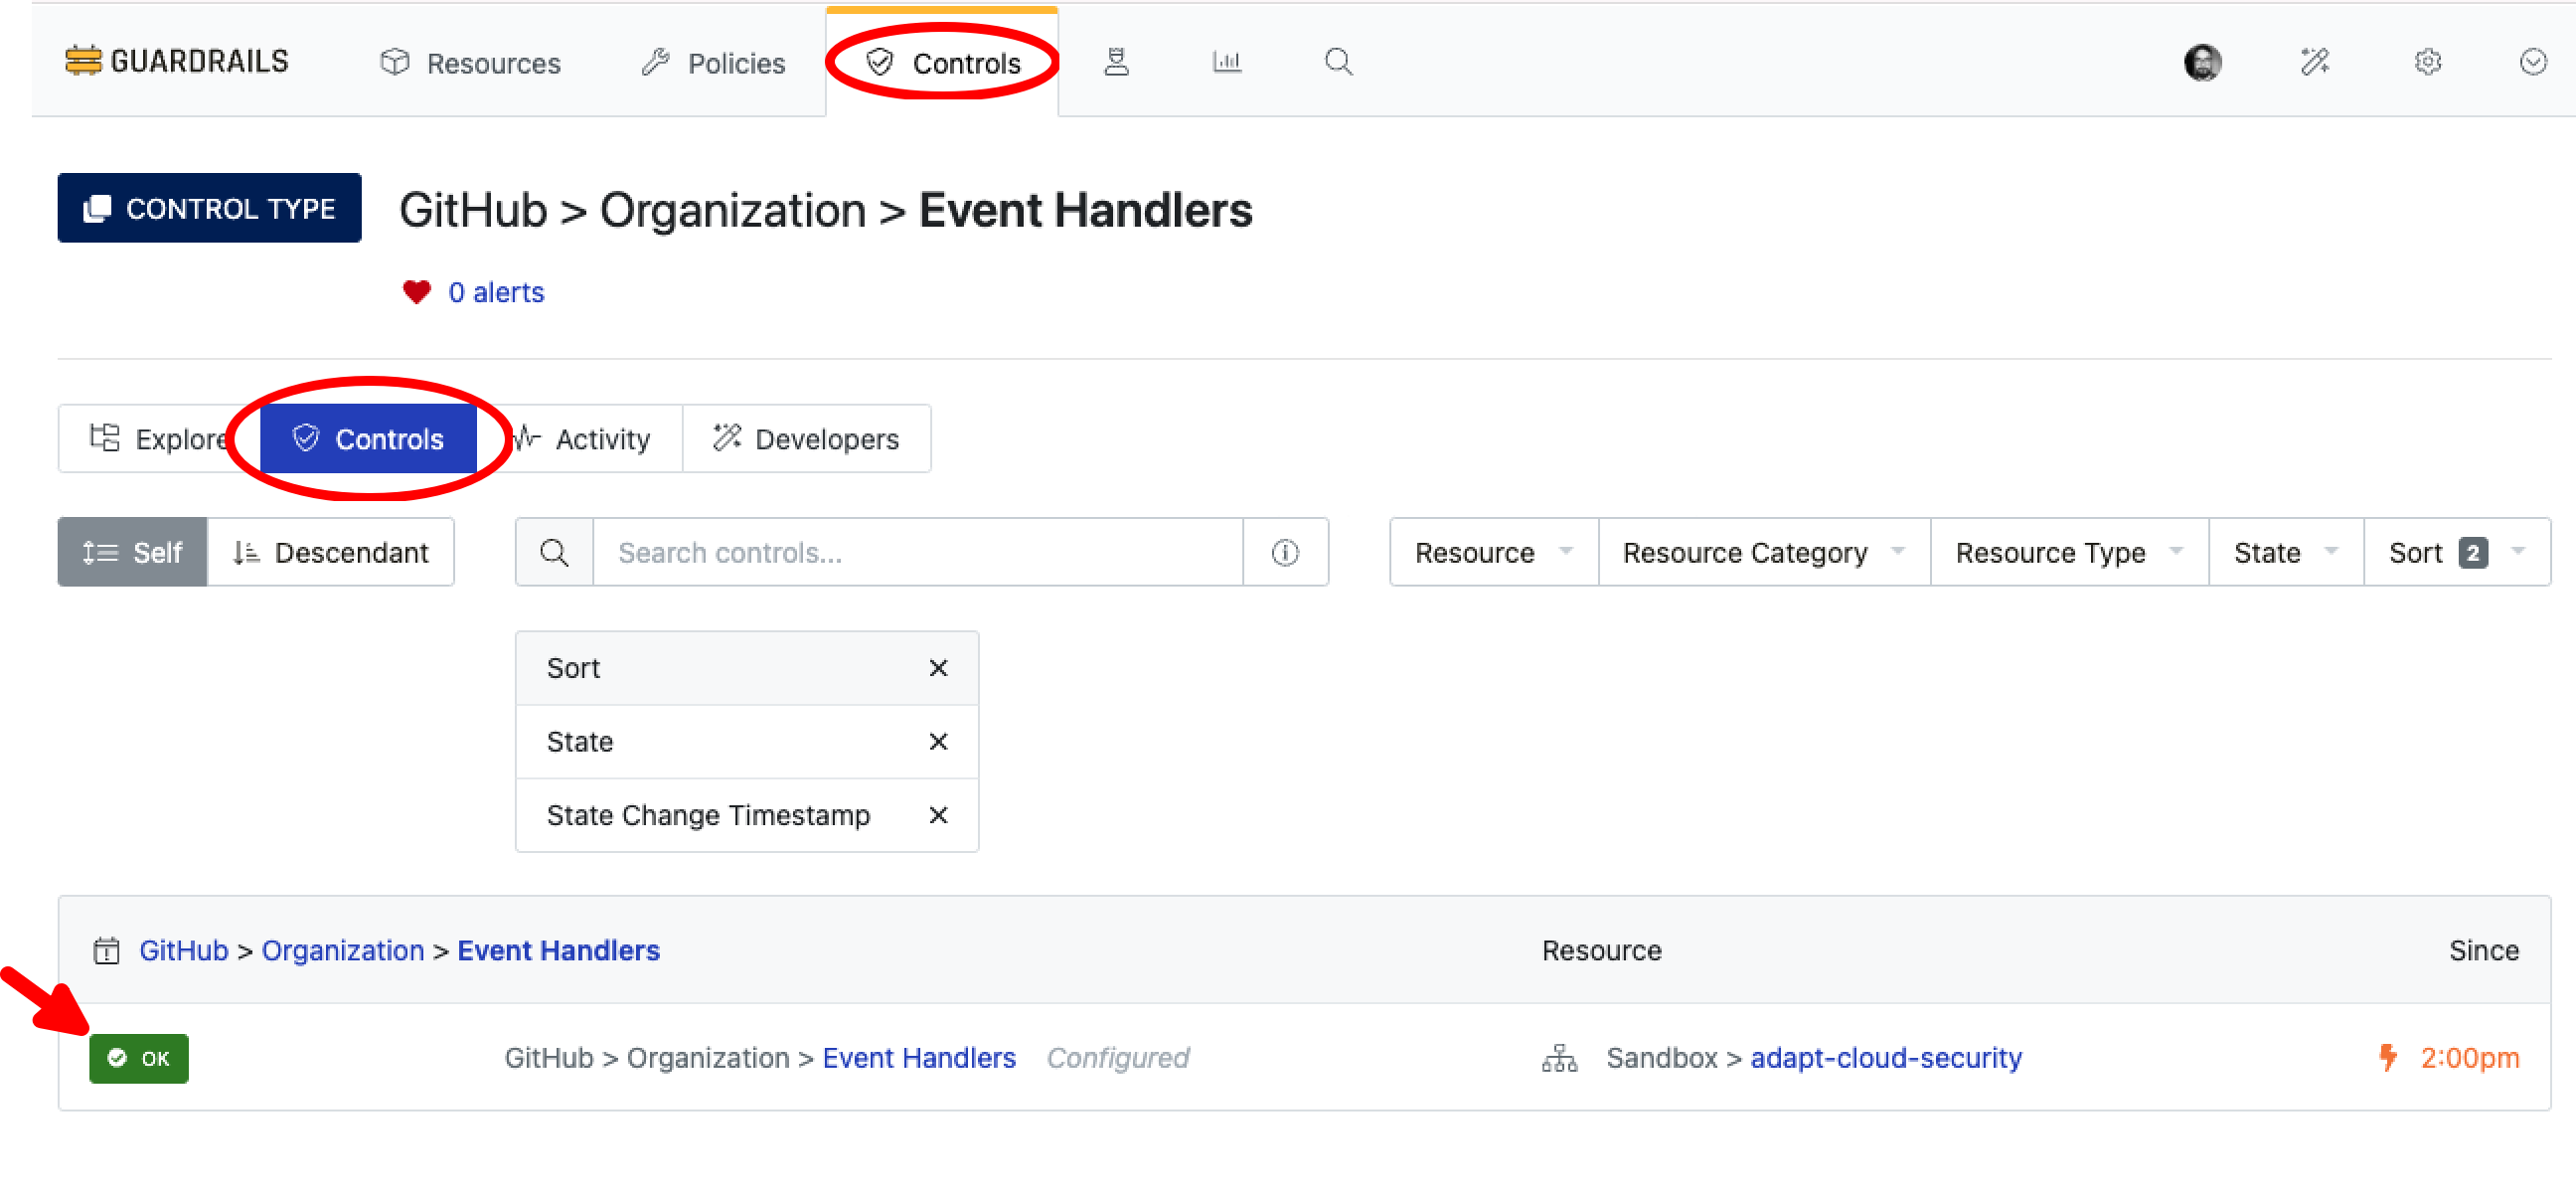 GUARDRAILS Resources Policies Controls
CONTROL TYPE GitHub > Organization > Event Handlers
0 alerts
Explore Controls Activity Developers
Self Descendant Search controls... Resource Resource Category Resource Type State Sort 2
Sort
State
State Change Timestamp
GitHub > Organization > Event Handlers Resource Since
OK GitHub > Organization > Event Handlers Configured Sandbox > adapt-cloud-security 2:00pm